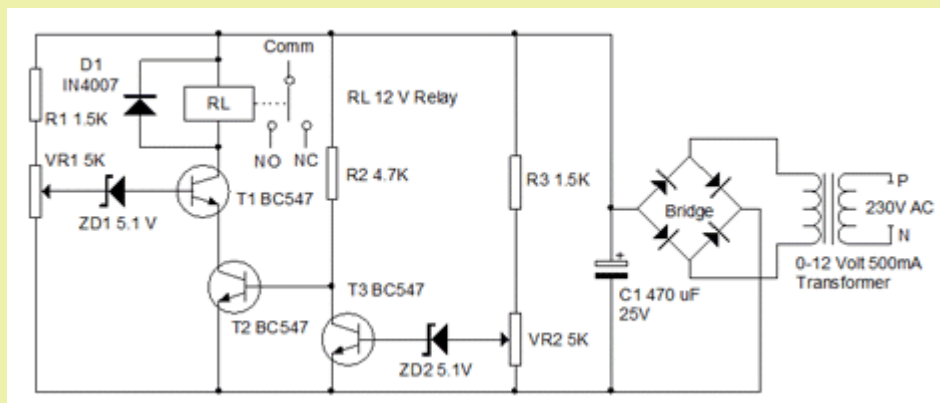 Comm
D1
IN4007
RL
RL 12 V Relay
R1 1.5K
NO NC
VR1 5K
R2 4.7K
R3 1.5K
P
230V AC
N
Bridge
T1 BC547
ZD1 5.1 V
0-12 Volt 500mA
Transformer
+
C1 470 uF
25V
T3 BC547
T2 BC547
VR2 5K
ZD2 5.1V